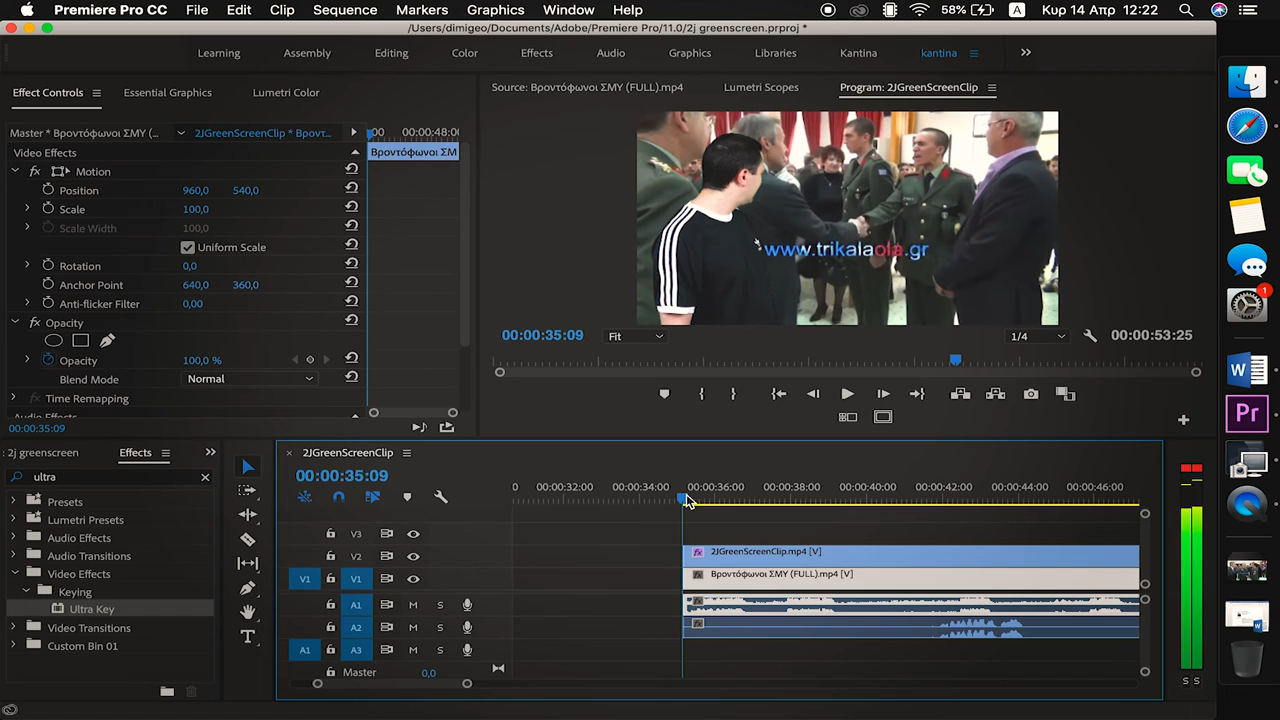 Premiere Pro CC File Edit Clip Sequence Markers Graphics Window Help 58% A Κυρ 14 Απρ 12:22
/Users/dimigeo/Documents/Adobe/Premiere Pro/11.0/2j greenscreen.prproj *
Learning Assembly Editing Color Effects Audio Graphics Libraries Kantina kantina
Effect Controls Essential Graphics Lumetri Color
Source: Βροντόφωνοι ΣΜΥ (FULL).mp4 Lumetri Scopes Program: 2JGreenScreenClip
Master * Βροντόφωνοι ΣΜΥ (... 2JGreenScreenClip * Βροντ... :00 00:00:48:00
Video Effects Βροντόφωνοι ΣΜ
fx Motion
Position 960,0 540,0
Scale 100,0
Scale Width 100,0
Uniform Scale
Rotation 0,0
Anchor Point 640,0 360,0
Anti-flicker Filter 0,00
fx Opacity
Opacity 100,0 %
Blend Mode Normal
fx Time Remapping
00:00:35:09
www.trikalaola.gr
00:00:35:09 Fit 1/4 00:00:53:25
2j greenscreen Effects
ultra
Presets
Lumetri Presets
Audio Effects
Audio Transitions
Video Effects
Keying
Ultra Key
Video Transitions
Custom Bin 01
× 2JGreenScreenClip
00:00:35:09
0 00:00:32:00 00:00:34:00 00:00:36:00 00:00:38:00 00:00:40:00 00:00:42:00 00:00:44:00 00:00:46:00
V3
V2 fx 2JGreenScreenClip.mp4 [V]
V1 V1 fx Βροντόφωνοι ΣΜΥ (FULL).mp4 [V]
A1 M S fx
A2 M S fx
A1 A3 M S
Master 0,0
S S
1
W
Pr